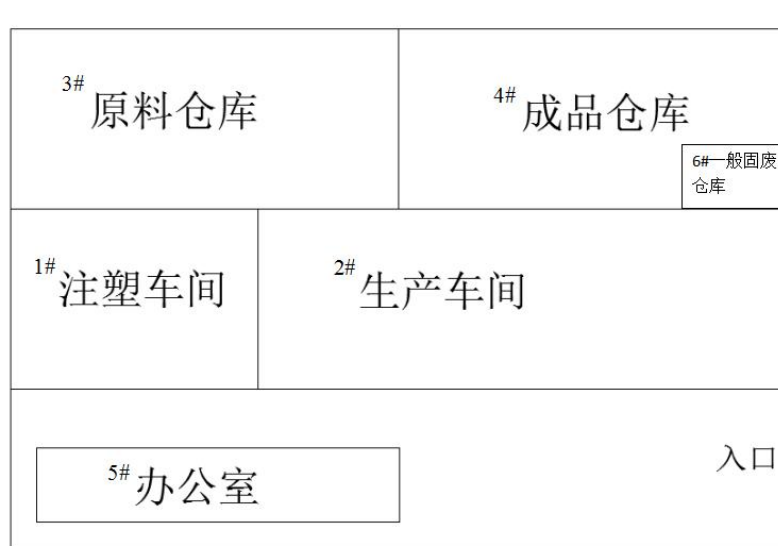 3# 原料仓库
4# 成品仓库
6#一般固废
仓库
1# 注塑车间
2# 生产车间
5# 办公室
入口